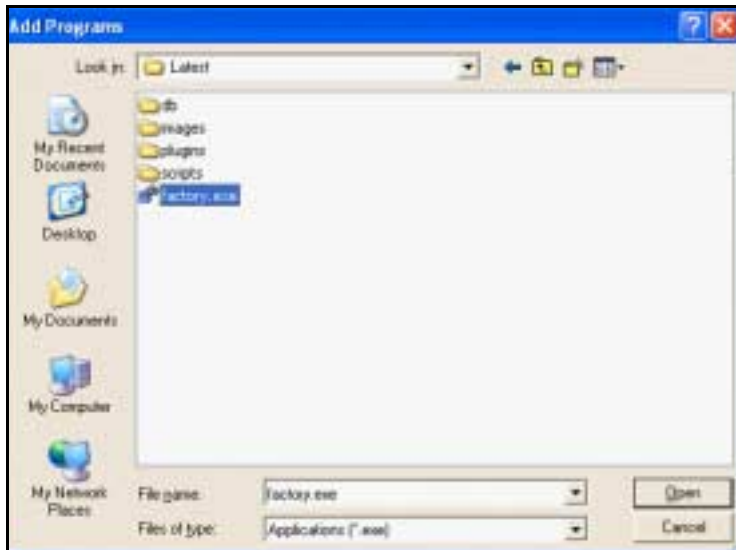 Add Programs
Look in:
Latest
db
images
plugins
scripts
factory.exe
My Recent
Documents
Desktop
My Documents
My Computer
My Network
Places
File name:
factory.exe
Open
Files of type:
Applications (*.exe)
Cancel